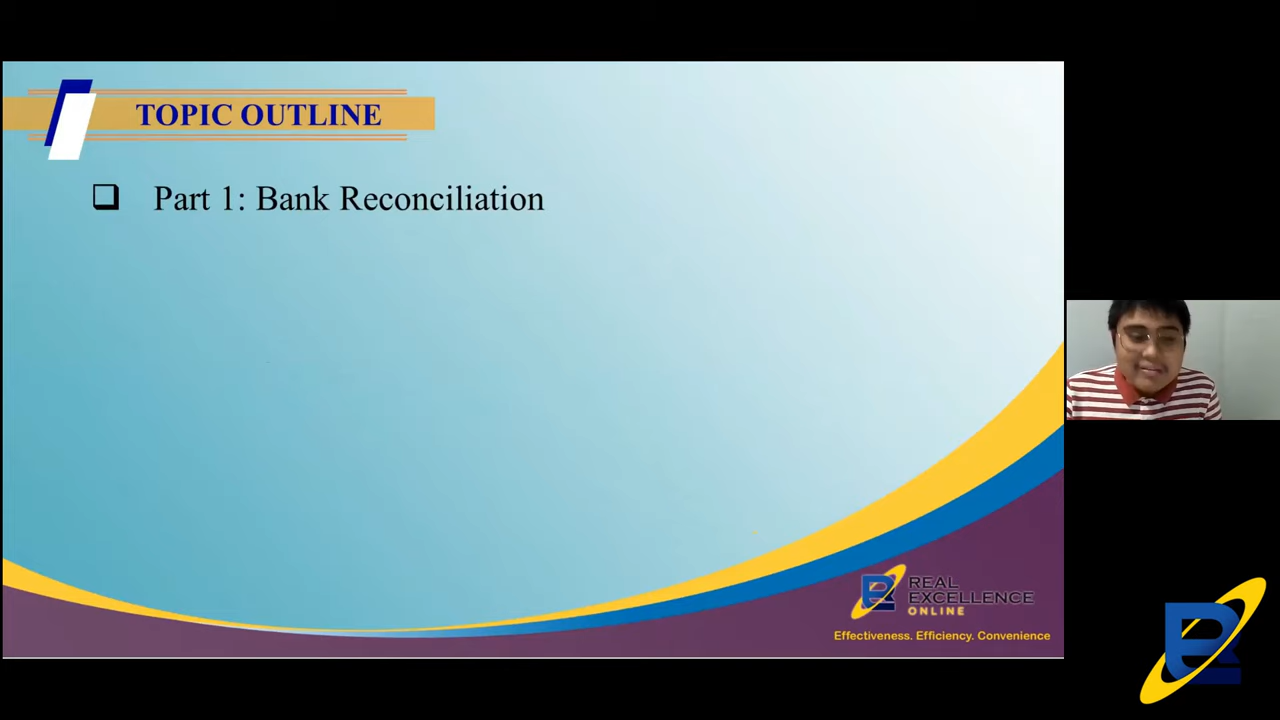 TOPIC OUTLINE
❑ Part 1: Bank Reconciliation
REAL
EXCELLENCE
ONLINE
Effectiveness. Efficiency. Convenience